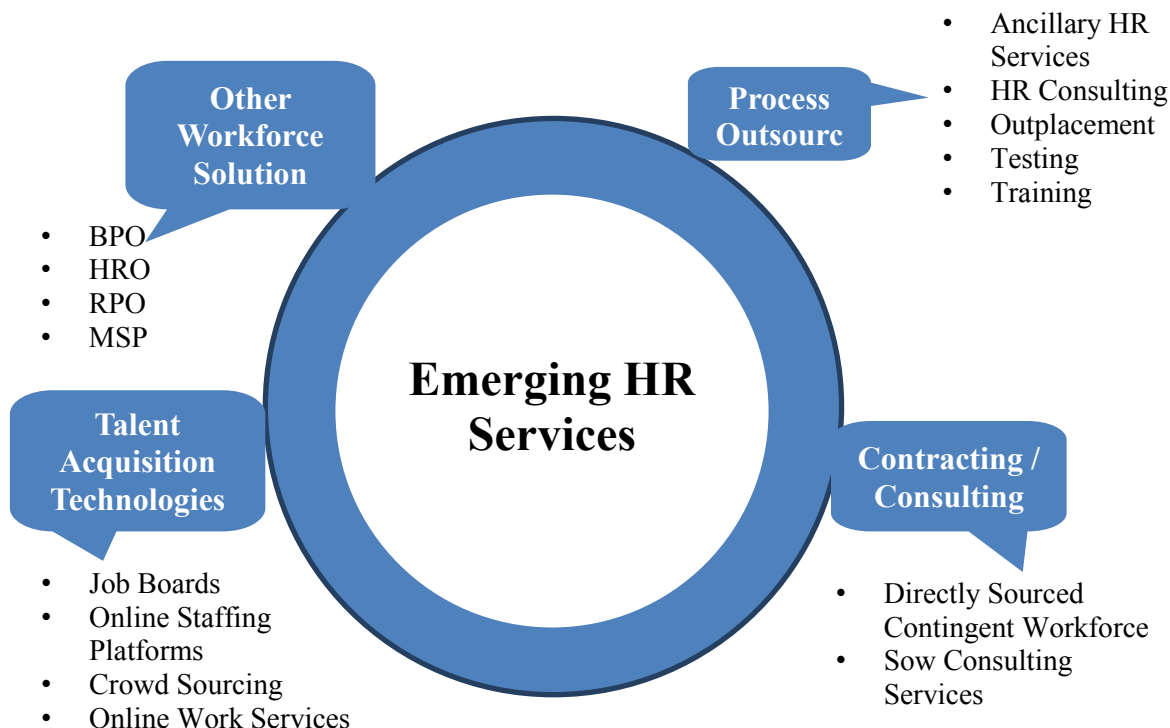 Other
Workforce
Solution
• BPO
• HRO
• RPO
• MSP
Process
Outsourc
• Ancillary HR
Services
• HR Consulting
• Outplacement
• Testing
• Training
Emerging HR
Services
Talent
Acquisition
Technologies
• Job Boards
• Online Staffing
Platforms
• Crowd Sourcing
• Online Work Services
Contracting /
Consulting
• Directly Sourced
Contingent Workforce
• Sow Consulting
Services